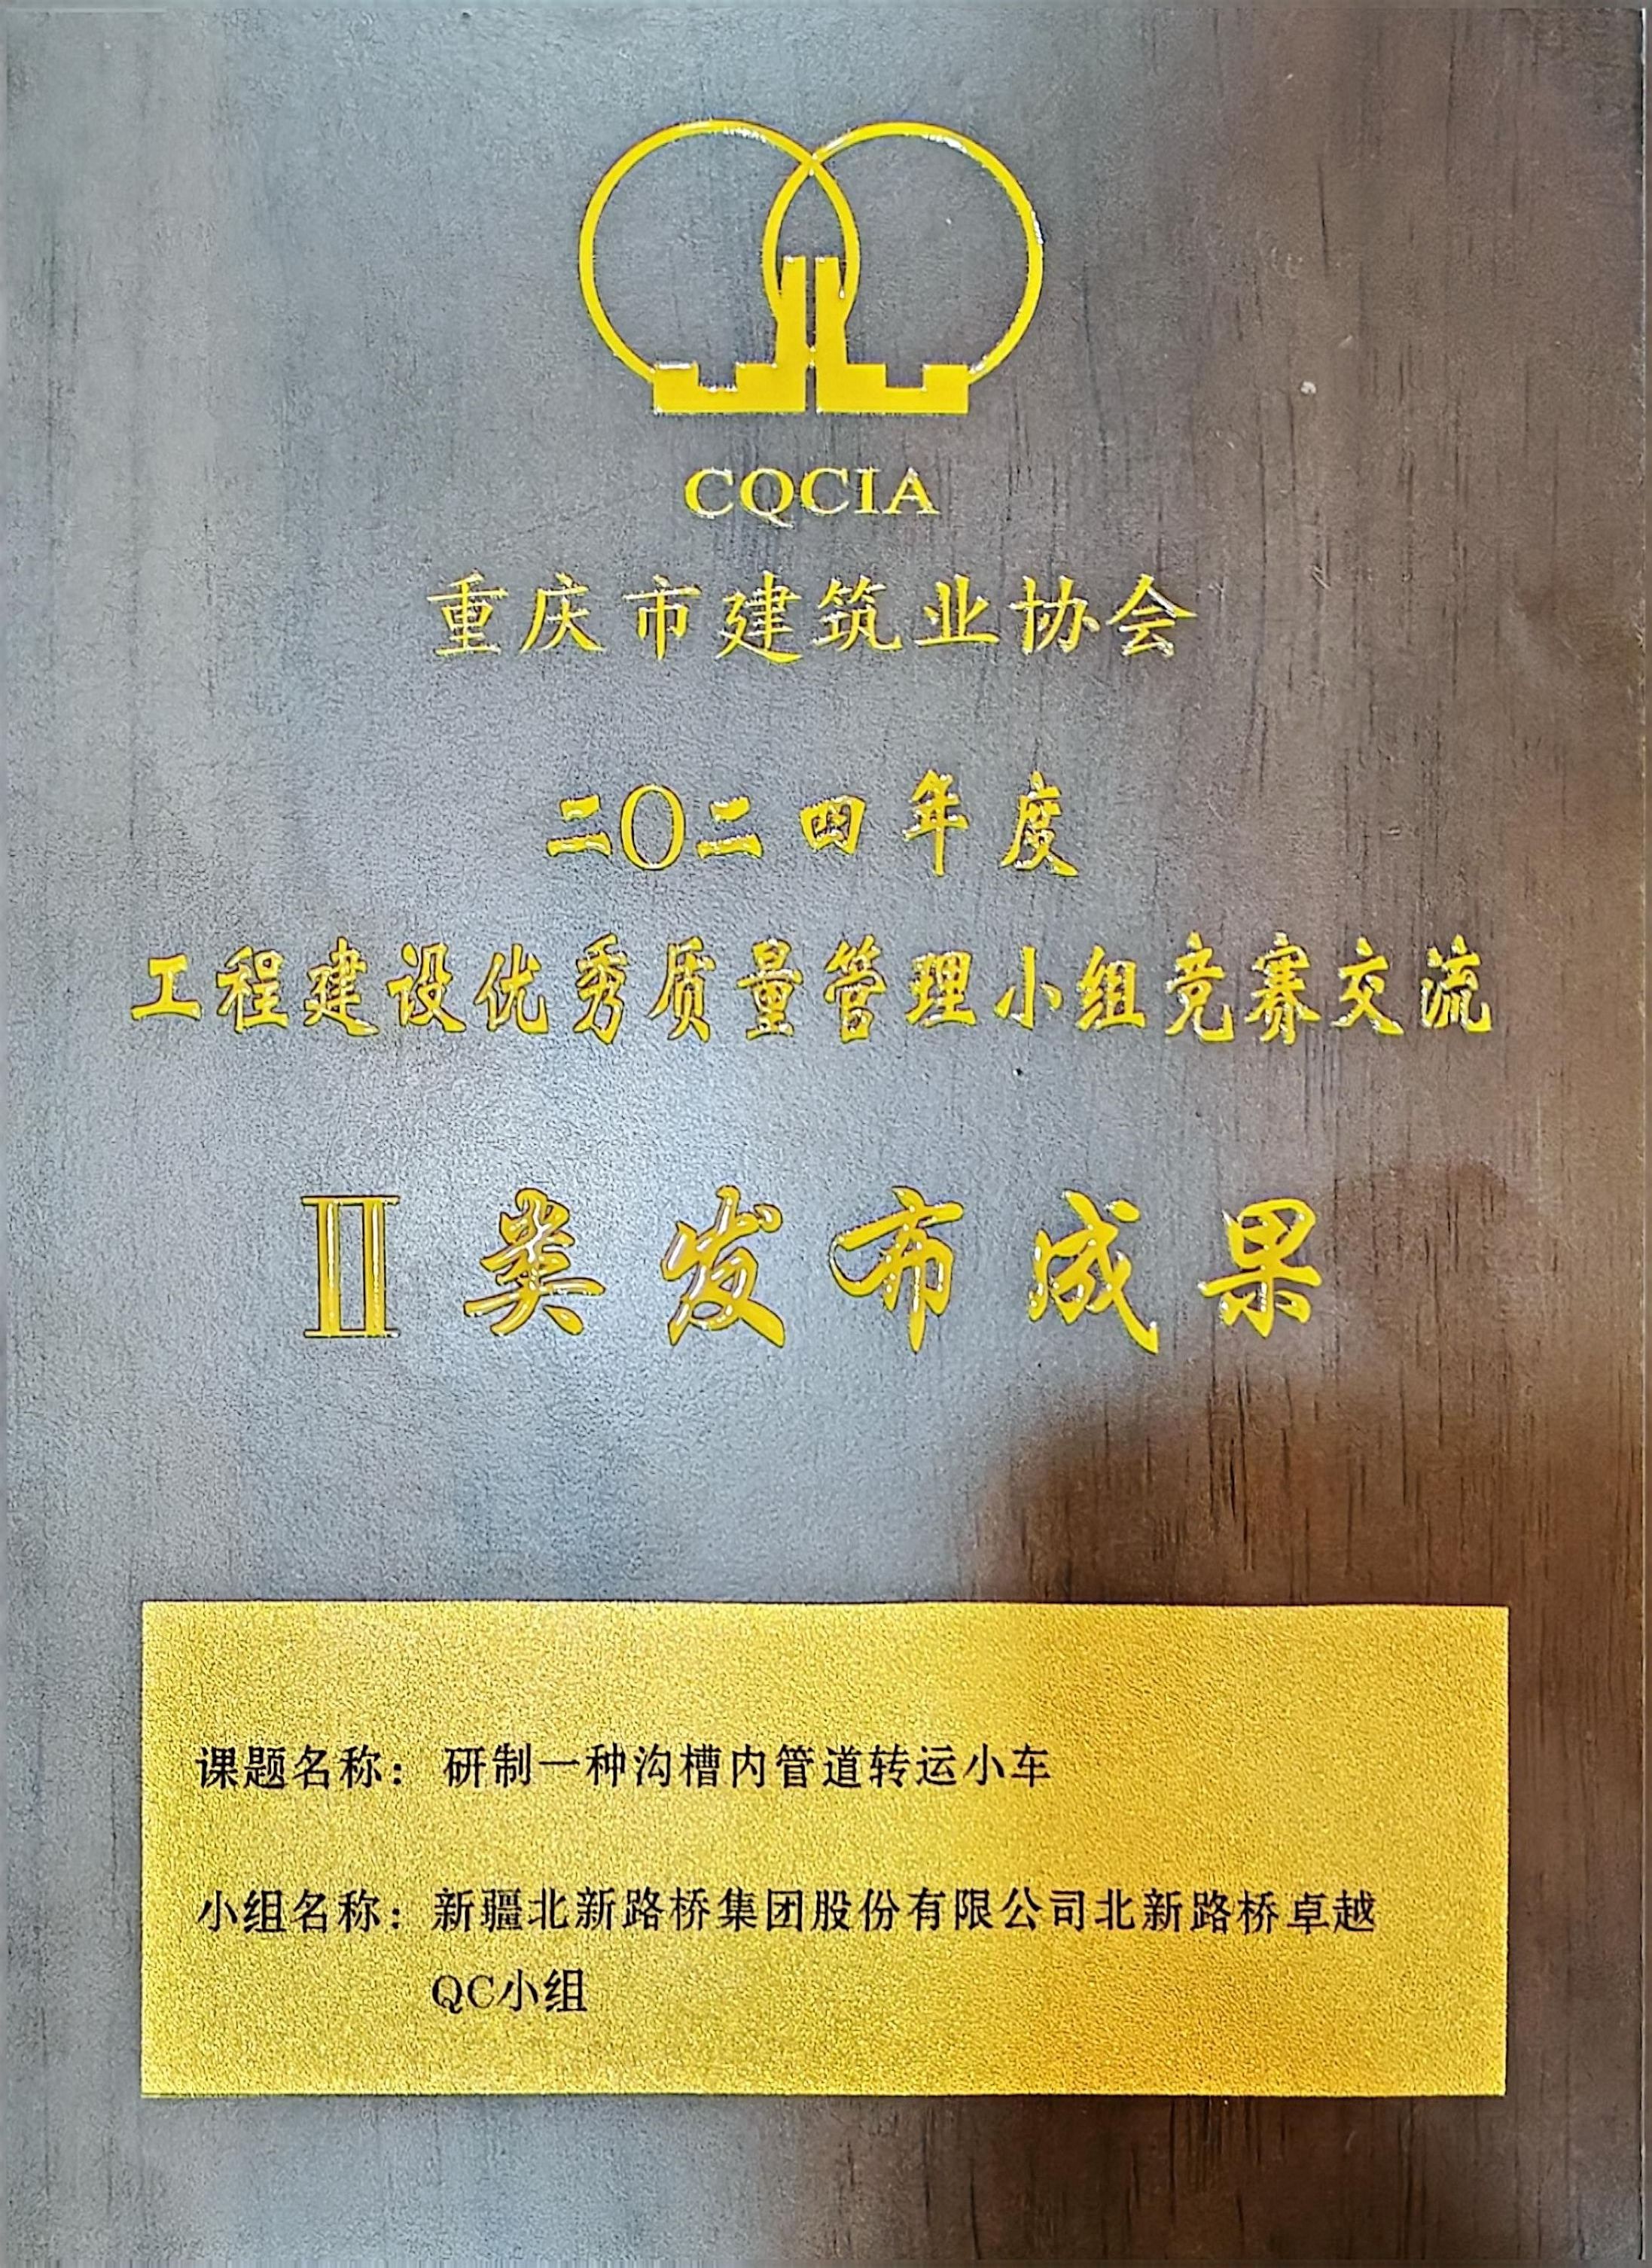 CQCIA
重庆市建筑业协会
二〇二四年度
工程建设优秀质量管理小组竞赛交流
Ⅱ类发布成果
课题名称：研制一种沟槽内管道转运小车
小组名称：新疆北新路桥集团股份有限公司北新路桥卓越
QC小组